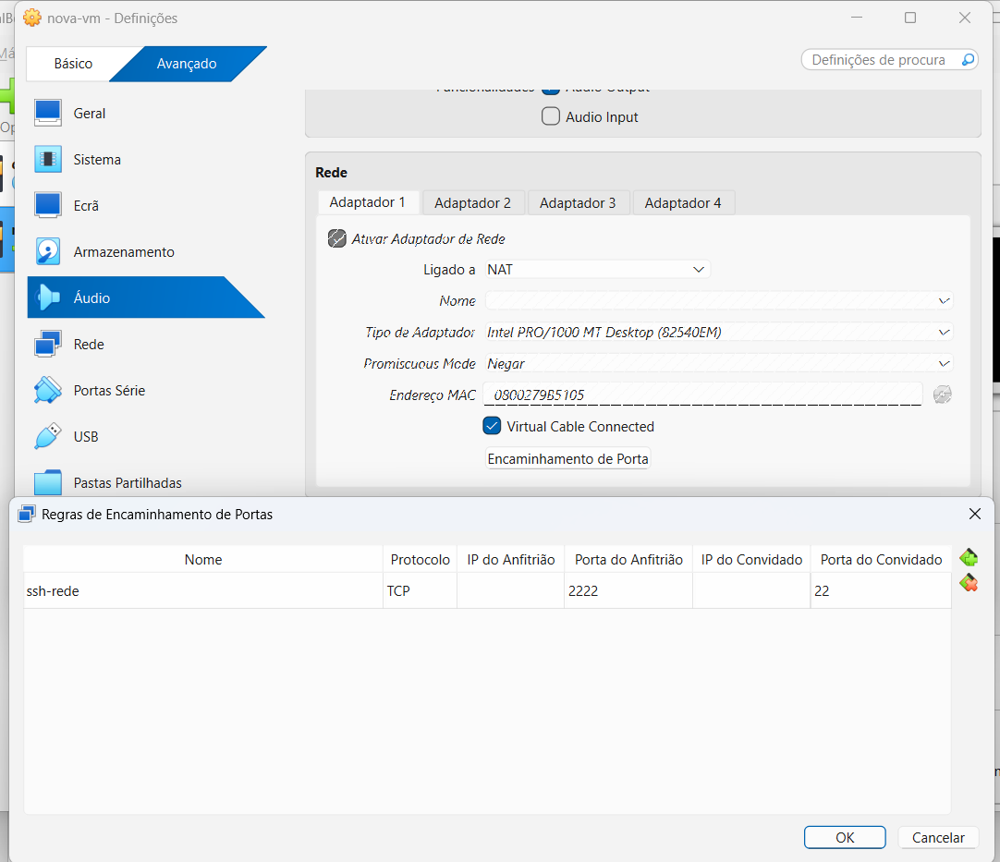 nova-vm - Definições
Básico
Avançado
Definições de procura
Geral
Sistema
Ecrã
Armazenamento
Áudio
Rede
Portas Série
USB
Pastas Partilhadas
Funcionalidades Audio Output
Audio Input
Rede
Adaptador 1 Adaptador 2 Adaptador 3 Adaptador 4
Ativar Adaptador de Rede
Ligado a NAT
Nome
Tipo de Adaptador Intel PRO/1000 MT Desktop (82540EM)
Promiscuous Mode Negar
Endereço MAC 0800279B5105
Virtual Cable Connected
Encaminhamento de Porta
Regras de Encaminhamento de Portas
Nome Protocolo IP do Anfitrião Porta do Anfitrião IP do Convidado Porta do Convidado
ssh-rede TCP 2222 22
OK Cancelar